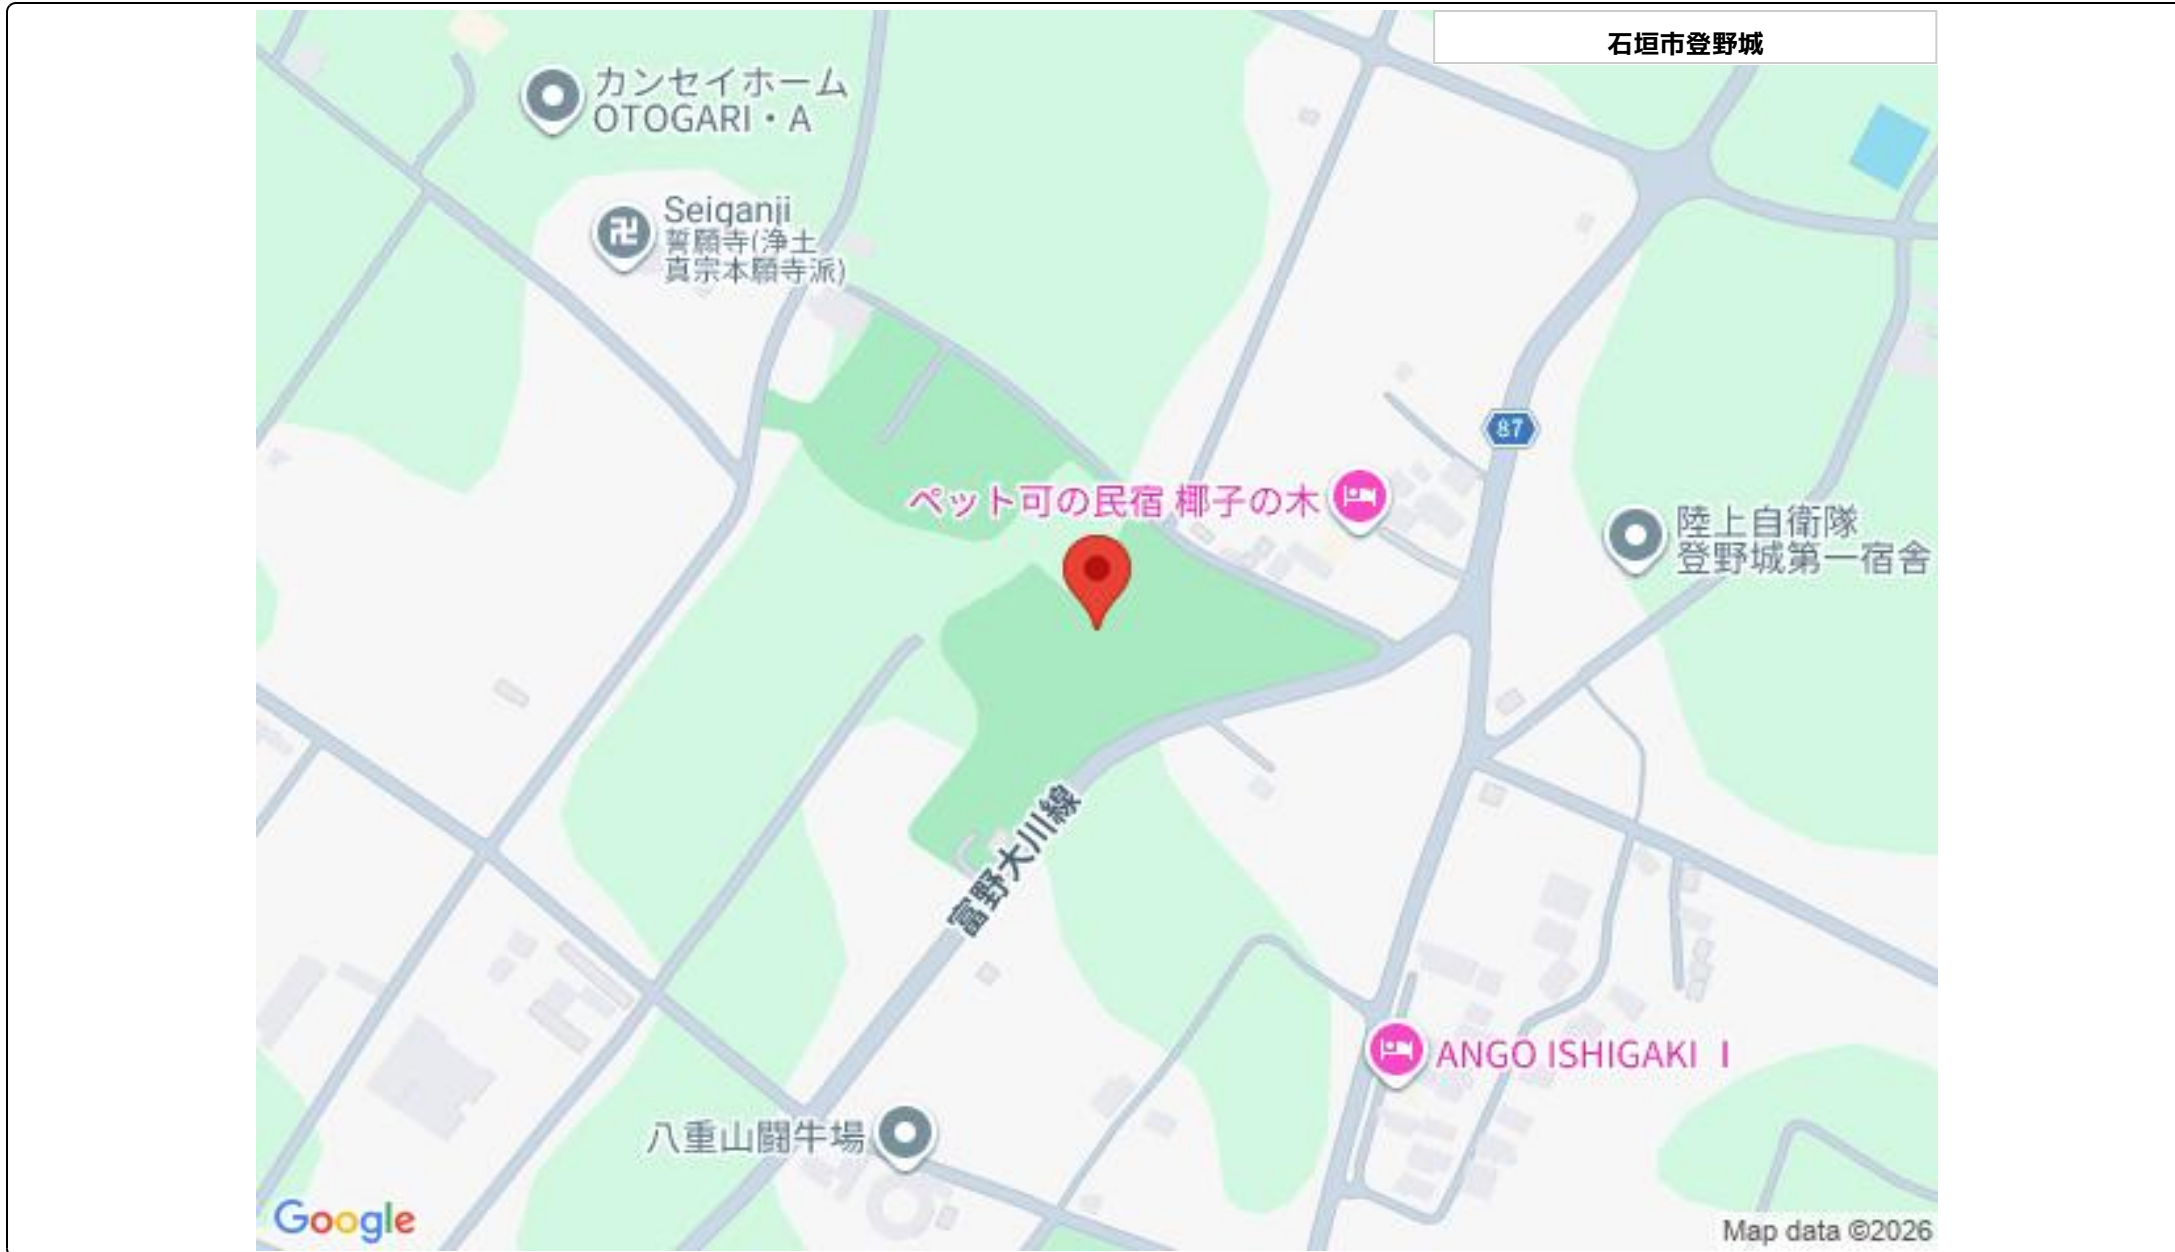 石垣市登野城
カンセイホーム
OTOGARI・A
Seiganji
誓願寺(浄土
真宗本願寺派)
87
ペット可の民宿 椰子の木
陸上自衛隊
登野城第一宿舎
富野大川線
ANGO ISHIGAKI Ⅰ
八重山闘牛場
Google
Map data ©2026